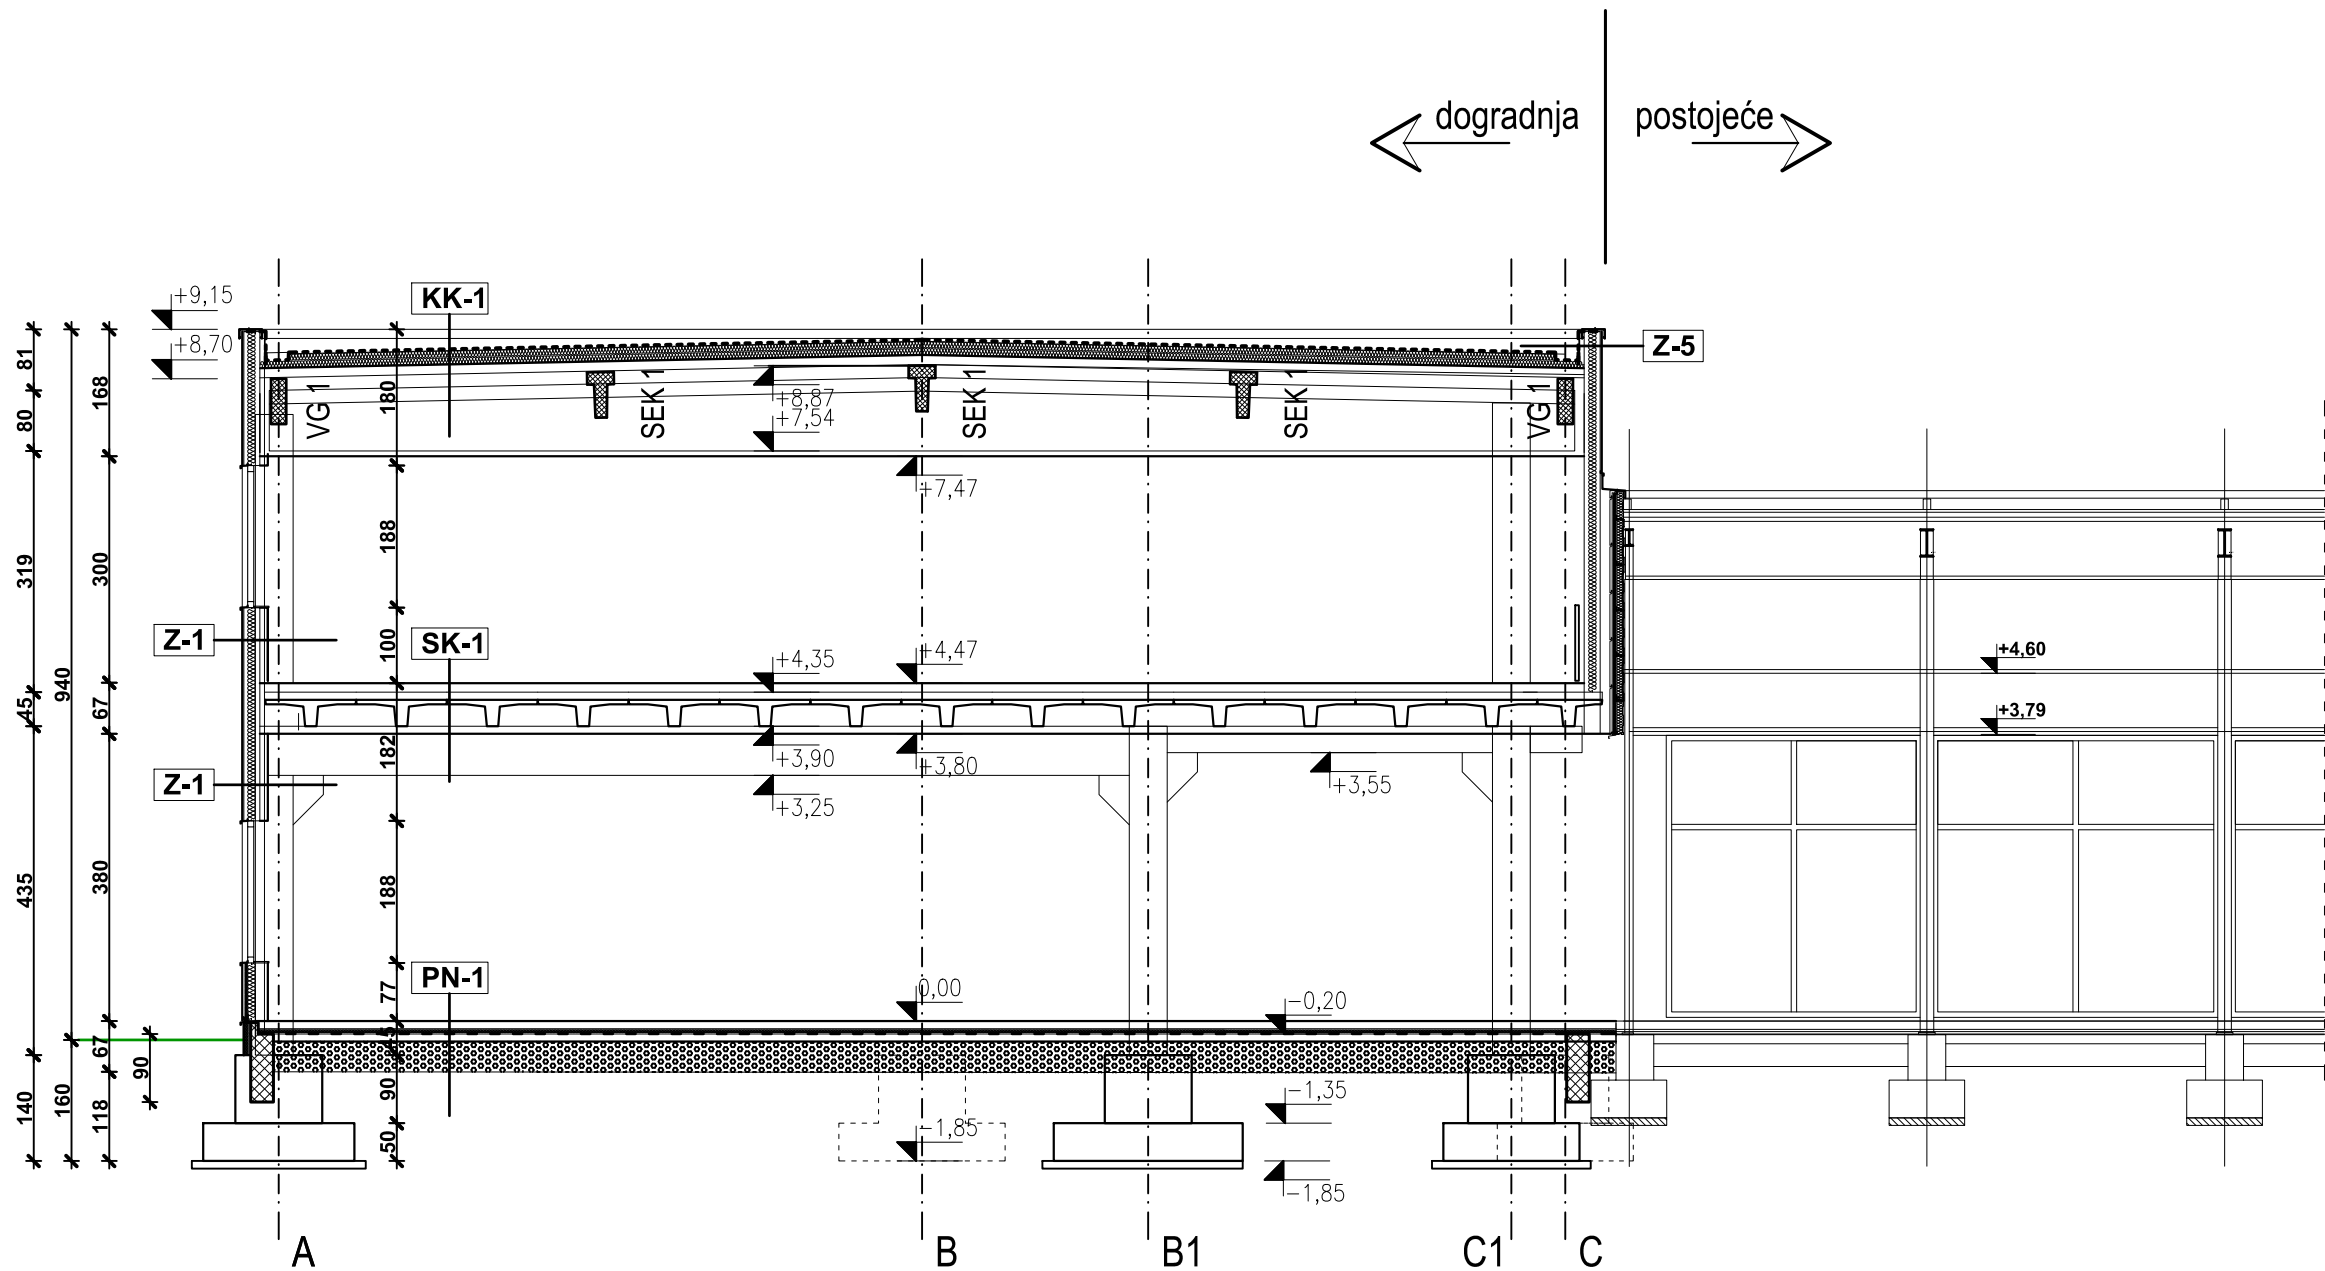 dogradnja
postojeće
+9,15
+8,70
KK-1
Z-5
VG 1
SEK 1
+8,87
+7,54
SEK 1
SEK 1
VG 1
+7,47
Z-1
SK-1
+4,35
+4,47
+4,60
+3,79
Z-1
+3,90
+3,80
+3,25
+3,55
PN-1
0,00
-0,20
-1,35
-1,85
-1,85
81
80
319
45
435
140
940
160
168
300
67
380
67
118
90
180
188
100
182
188
77
45
90
50
A
B
B1
C1
C